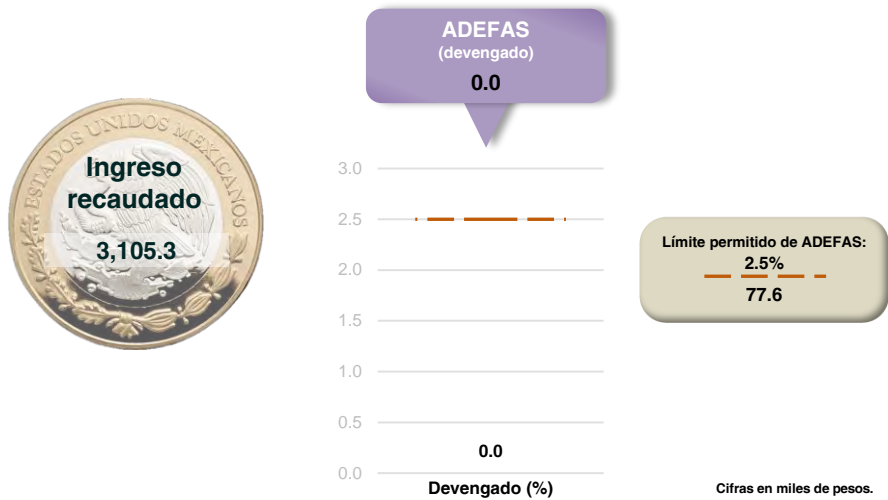 ADEFAS
(devengado)
0.0
ESTADOS UNIDOS MEXICANOS
Ingreso
recaudado
3,105.3
3.0
2.5
2.0
1.5
1.0
0.5
0.0
0.0
Devengado (%)
Límite permitido de ADEFAS:
2.5%
77.6
Cifras en miles de pesos.